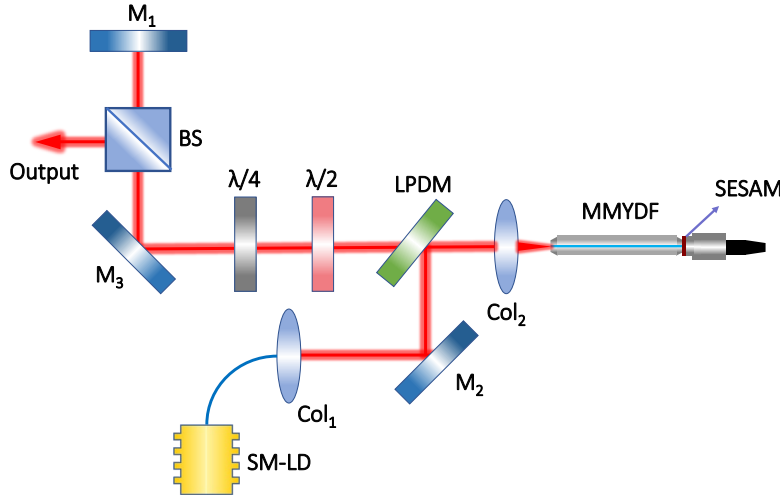 M₁
BS
Output
λ/4
λ/2
LPDM
MMYDF
SESAM
M₃
Col₂
M₂
Col₁
SM-LD